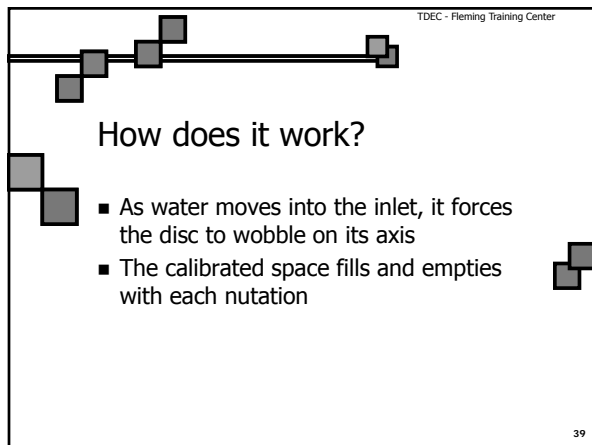 TDEC - Fleming Training Center
How does it work?
■ As water moves into the inlet, it forces
the disc to wobble on its axis
■ The calibrated space fills and empties
with each nutation
39